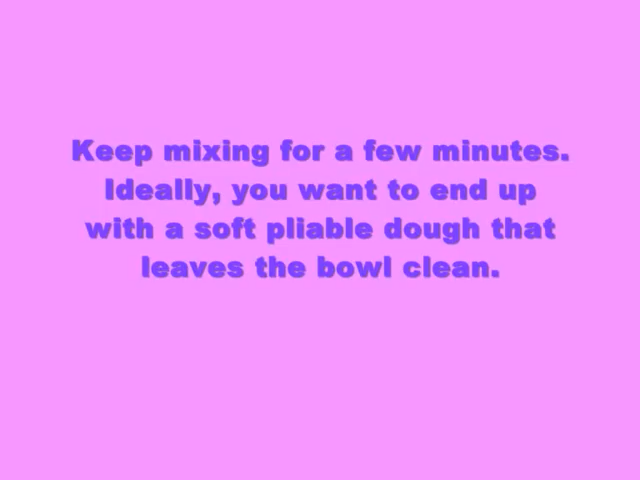 Keep mixing for a few minutes.
Ideally, you want to end up
with a soft pliable dough that
leaves the bowl clean.